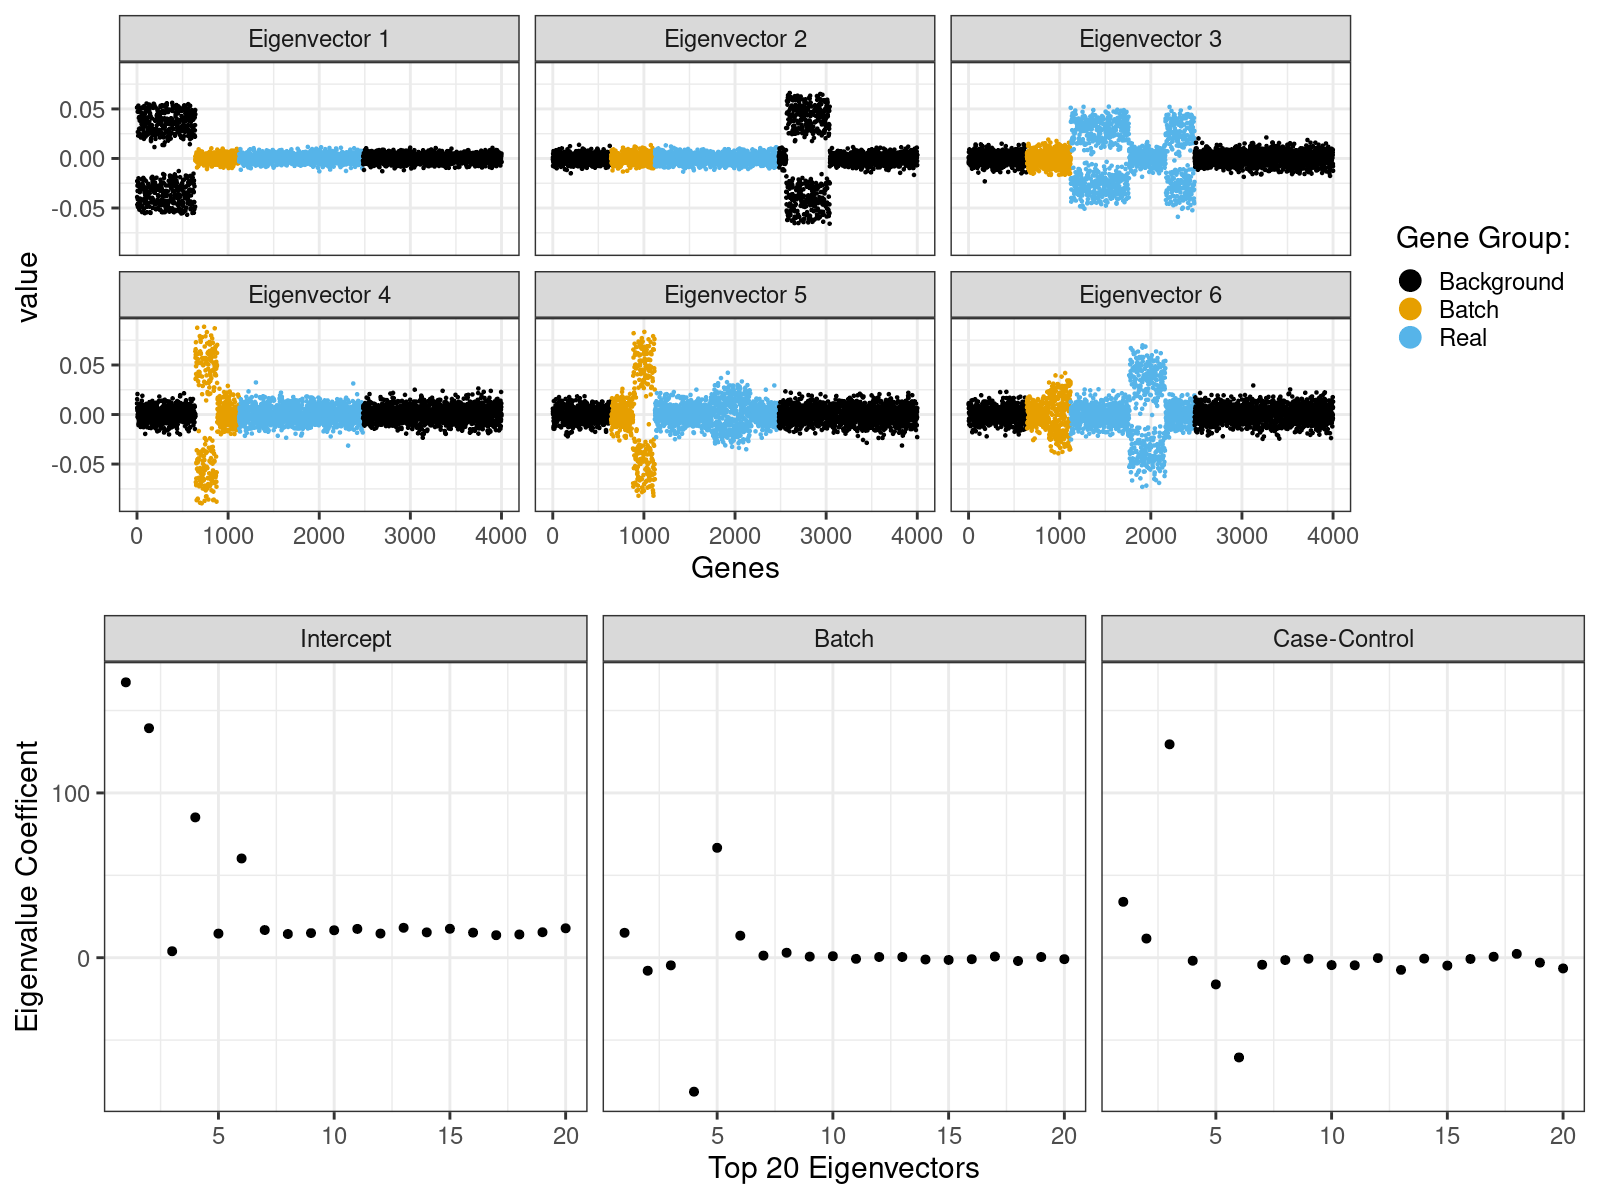 Eigenvector 1
Eigenvector 2
Eigenvector 3
0.05
0.00
-0.05
Eigenvector 4
Eigenvector 5
Eigenvector 6
0.05
0.00
-0.05
value
0 1000 2000 3000 4000
0 1000 2000 3000 4000
0 1000 2000 3000 4000
Genes
Gene Group:
Background
Batch
Real
Intercept
Batch
Case-Control
Eigenvalue Coefficent
100
0
5 10 15 20
5 10 15 20
5 10 15 20
Top 20 Eigenvectors